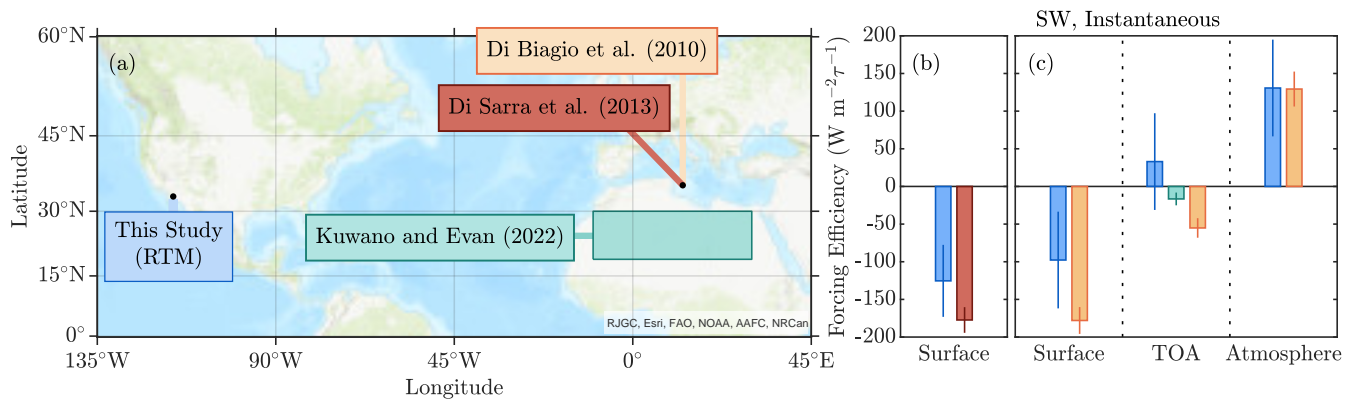 SW, Instantaneous
(a)
60°N
45°N
30°N
15°N
0°
Latitude
Di Biagio et al. (2010)
Di Sarra et al. (2013)
This Study
(RTM)
Kuwano and Evan (2022)
RJGC, Esri, FAO, NOAA, AAFC, NRCan
135°W
90°W
45°W
0°
45°E
Longitude
Forcing Efficiency (W m⁻²τ⁻¹)
200
150
100
50
0
-50
-100
-150
-200
(b)
Surface
(c)
Surface
TOA
Atmosphere